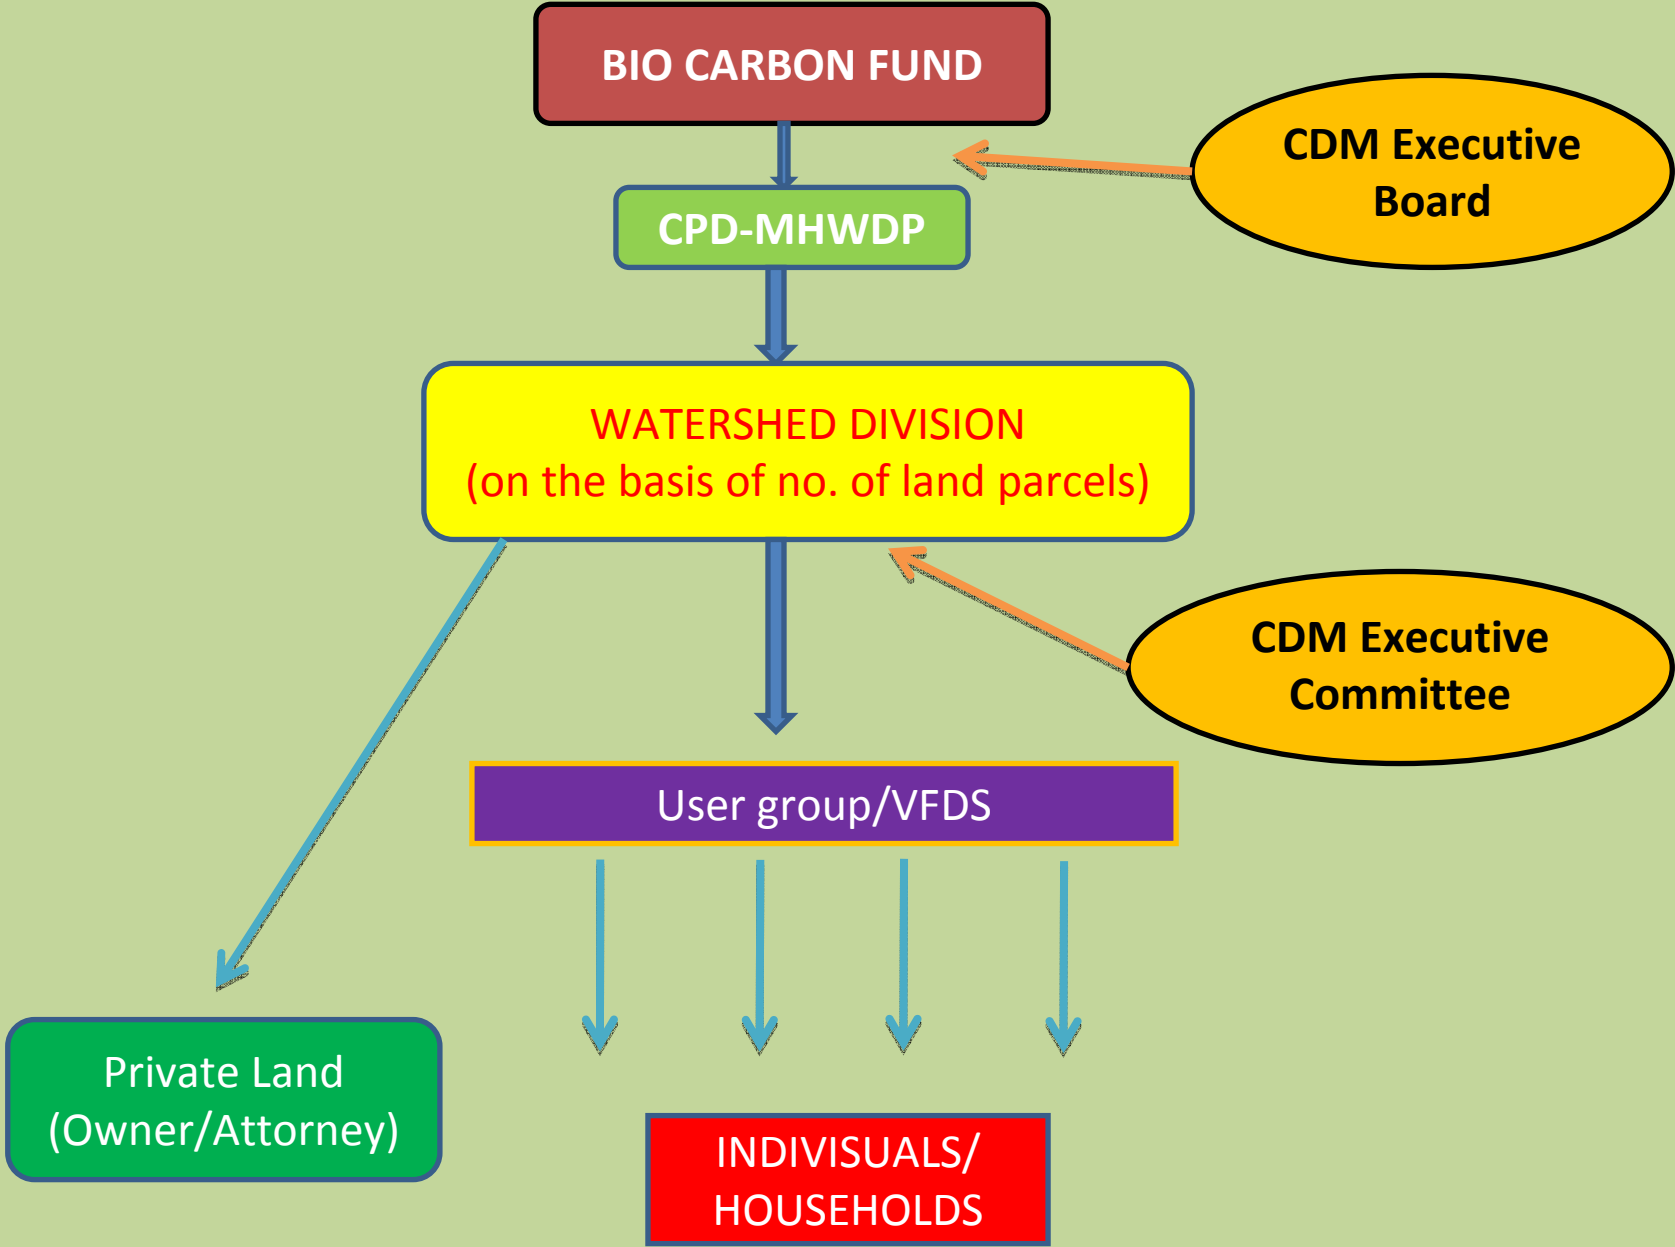 BIO CARBON FUND
CDM Executive
Board
CPD-MHWDP
WATERSHED DIVISION
(on the basis of no. of land parcels)
CDM Executive
Committee
User group/VFDS
Private Land
(Owner/Attorney)
INDIVISUALS/
HOUSEHOLDS